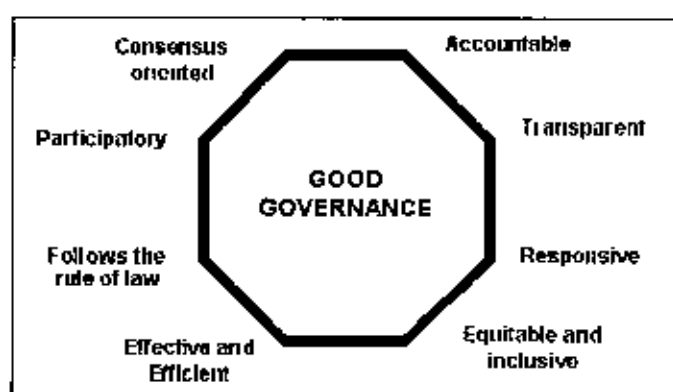 Consensus
oriented
Accountable
Participatory
Transparent
GOOD
GOVERNANCE
Follows the
rule of law
Responsive
Effective and
Efficient
Equitable and
inclusive